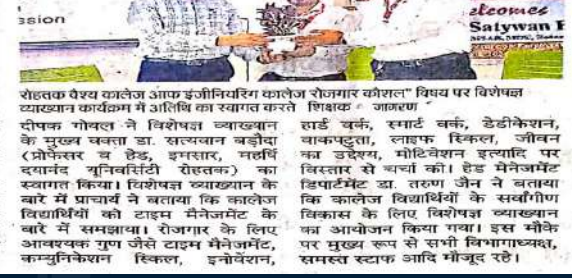 ssion
elcomes
Satywan
रोहतक वैश्य कालेज आफ इंजीनियरिंग कालेज रोजगार कौशल" विषय पर विशेषज्ञ
व्याख्यान कार्यक्रम में अतिथि का स्वागत करते शिक्षक ● जागरण
दीपक गोयल ने विशेषज्ञ व्याख्यान
के मुख्य वक्ता डा. सत्यवान बड़ौदा
(प्रोफेसर व हेड, इमसार, महर्षि
दयानंद यूनिवर्सिटी रोहतक) का
स्वागत किया। विशेषज्ञ व्याख्यान के
बारे में प्राचार्य ने बताया कि कालेज
विद्यार्थियों को टाइम मैनेजमेंट के
बारे में समझाया। रोजगार के लिए
आवश्यक गुण जैसे टाइम मैनेजमेंट,
कम्युनिकेशन स्किल, इनोवेशन,
हार्ड वर्क, स्मार्ट वर्क, डेडीकेशन,
वाकपटुता, लाइफ स्किल, जीवन
का उद्देश्य, मोटिवेशन इत्यादि पर
विस्तार से चर्चा की। हैड मैनेजमेंट
डिपार्टमेंट डा. तरुण जैन ने बताया
कि कालेज विद्यार्थियों के सर्वांगीण
विकास के लिए विशेषज्ञ व्याख्यान
का आयोजन किया गया। इस मौके
पर मुख्य रूप से सभी विभागाध्यक्ष,
समस्त स्टाफ आदि मौजूद रहे।